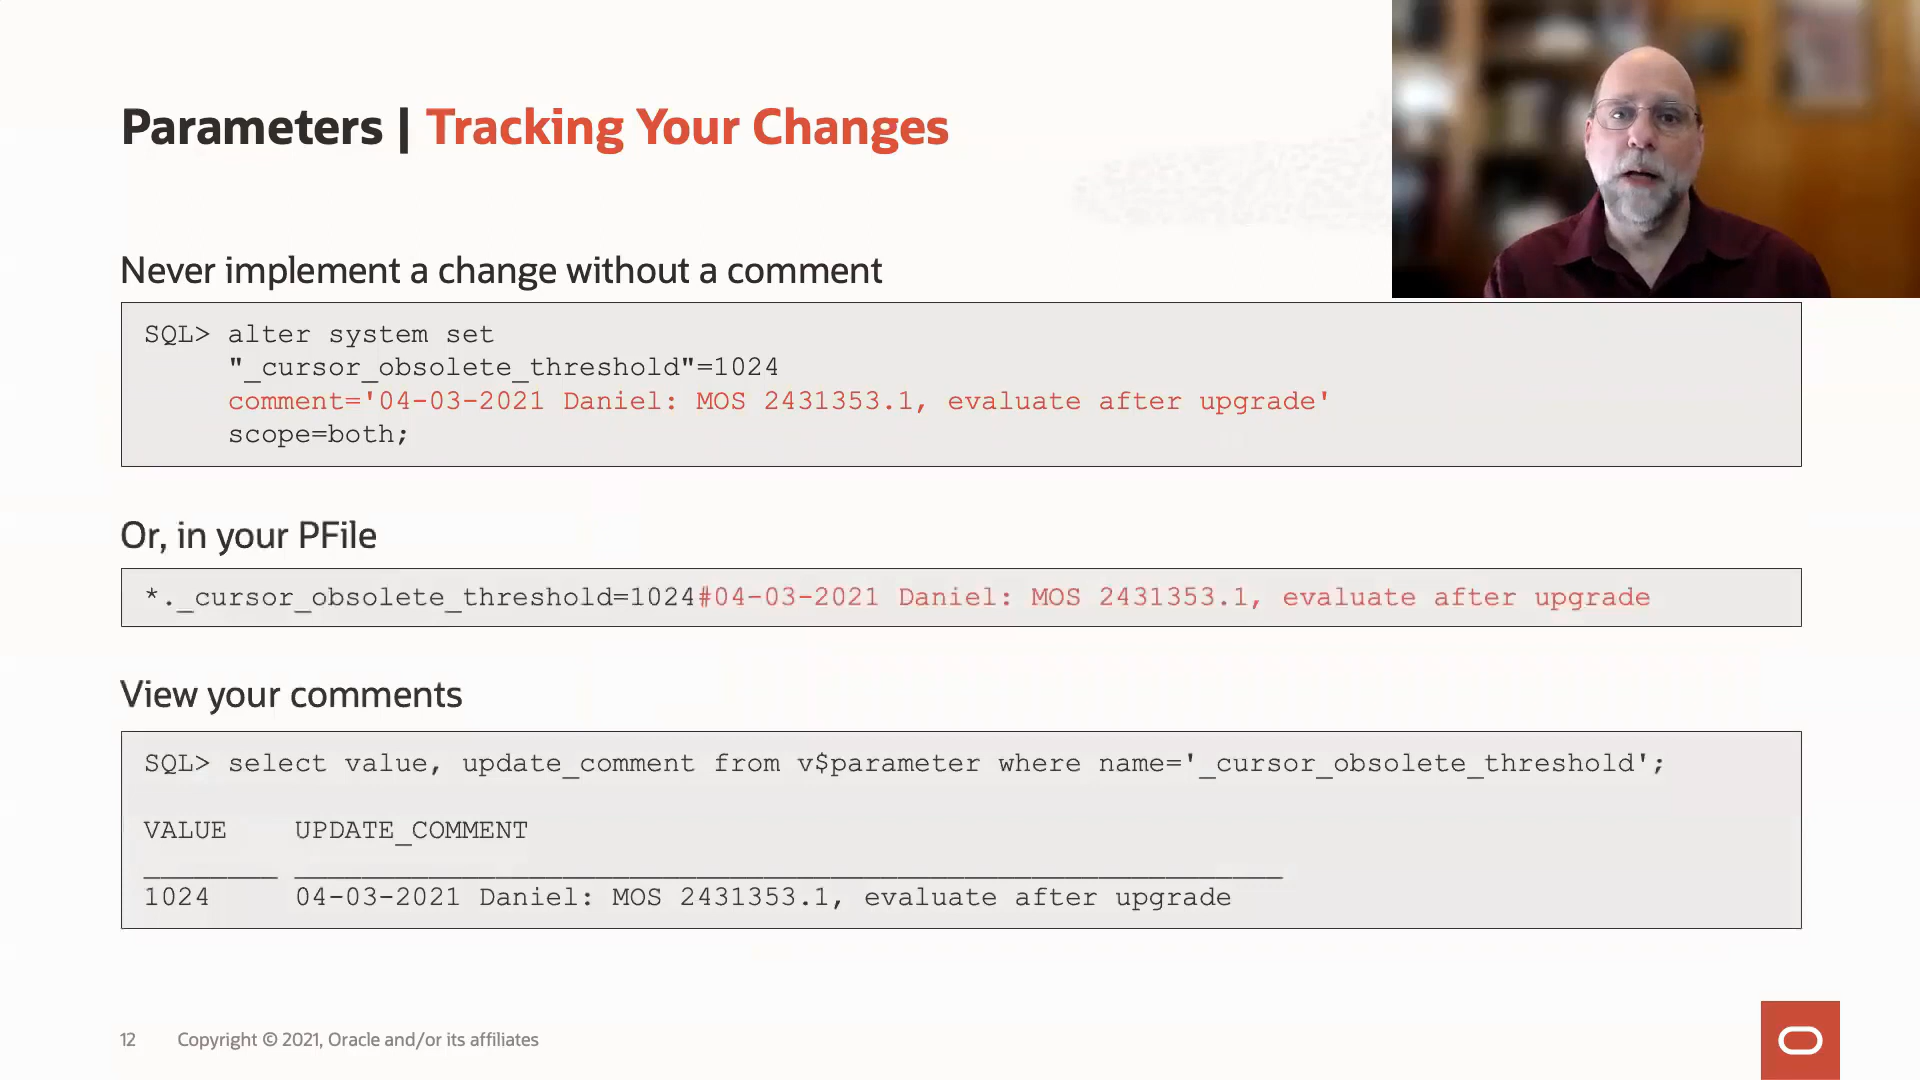 Parameters | Tracking Your Changes
Never implement a change without a comment
SQL> alter system set
"_cursor_obsolete_threshold"=1024
comment='04-03-2021 Daniel: MOS 2431353.1, evaluate after upgrade'
scope=both;
Or, in your PFile
*._cursor_obsolete_threshold=1024#04-03-2021 Daniel: MOS 2431353.1, evaluate after upgrade
View your comments
SQL> select value, update_comment from v$parameter where name='_cursor_obsolete_threshold';
VALUE UPDATE_COMMENT
1024 04-03-2021 Daniel: MOS 2431353.1, evaluate after upgrade
12 Copyright © 2021, Oracle and/or its affiliates